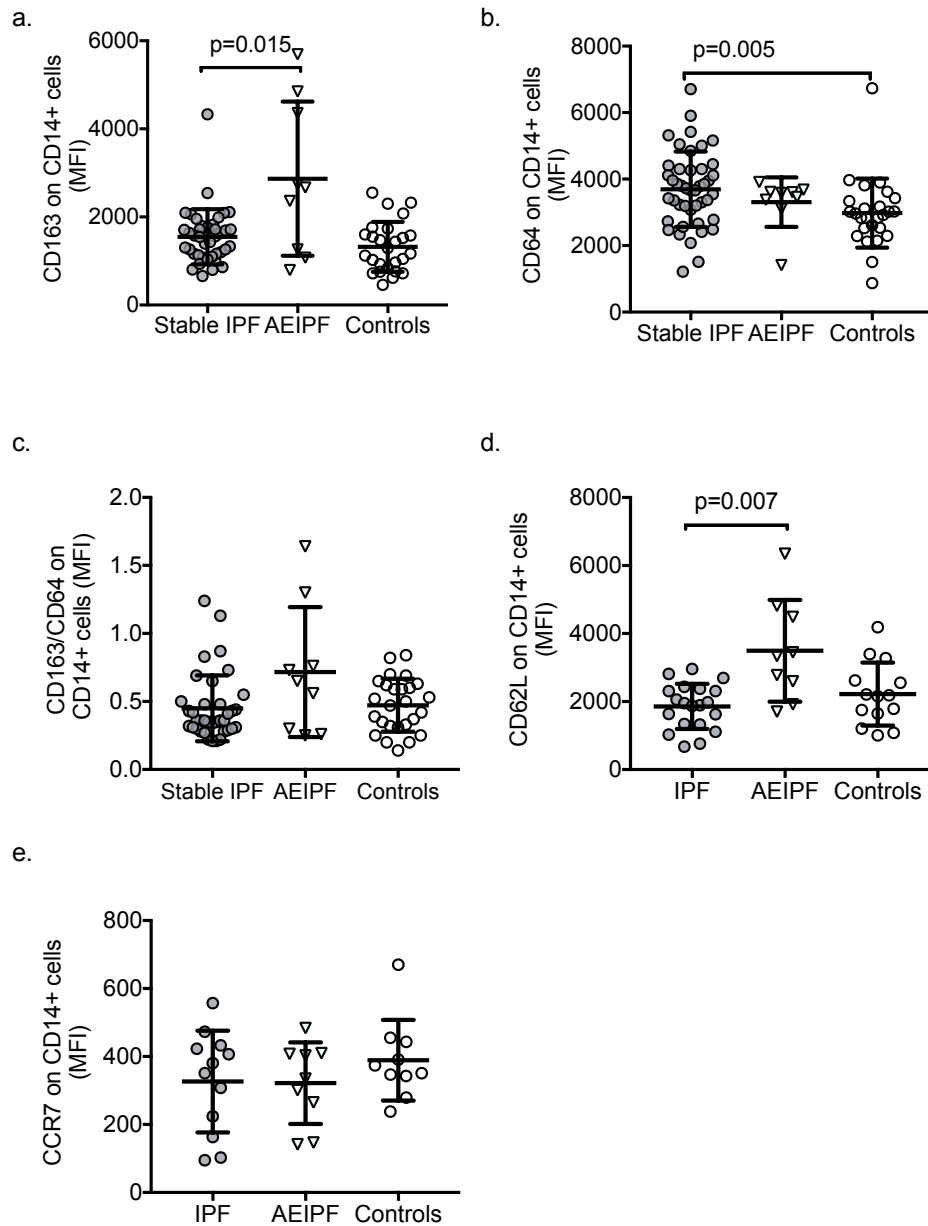 a.
CD163 on CD14+ cells
(MFI)
6000
4000
2000
0
p=0.015
Stable IPF AEIPF Controls
b.
CD64 on CD14+ cells
(MFI)
8000
6000
4000
2000
0
p=0.005
Stable IPF AEIPF Controls
c.
CD163/CD64 on
CD14+ cells (MFI)
2.0
1.5
1.0
0.5
0.0
Stable IPF AEIPF Controls
d.
CD62L on CD14+ cells
(MFI)
8000
6000
4000
2000
0
p=0.007
IPF AEIPF Controls
e.
CCR7 on CD14+ cells
(MFI)
800
600
400
200
0
IPF AEIPF Controls